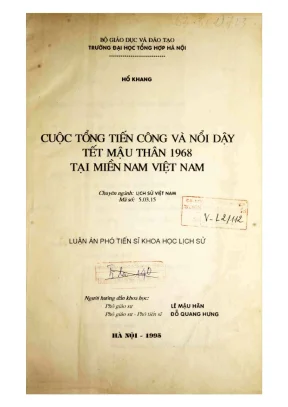 BỘ GIÁO DỤC VÀ ĐÀO TẠO
TRƯỜNG ĐẠI HỌC TỔNG HỢP HÀ NỘI
HỒ KHANG
CUỘC TỔNG TIẾN CÔNG VÀ NỔI DẬY
TẾT MẬU THÂN 1968
TẠI MIỀN NAM VIỆT NAM
Chuyên ngành: LỊCH SỬ VIỆT NAM
Mã số: 5.03.15
V-L2/112
LUẬN ÁN PHÓ TIẾN SĨ KHOA HỌC LỊCH SỬ
Người hướng dẫn khoa học:
Phó giáo sư LÊ MẬU HÃN
Phó giáo sư - Phó tiến sĩ ĐỖ QUANG HƯNG
HÀ NỘI - 1995